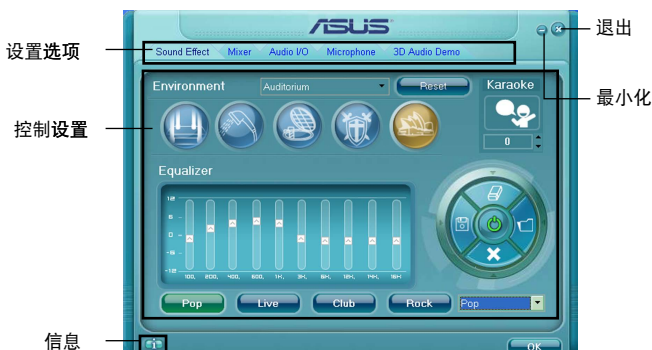 ASUS
退出
设置选项
Sound Effect Mixer Audio I/O Microphone 3D Audio Demo
Environment Auditorium Reset Karaoke
最小化
控制设置
0
Equalizer
12
6
0
-6
-12
100, 200, 400, 600, 1K, 3K, 6K, 12K, 14K, 16K
Pop Live Club Rock Pop
信息
OK